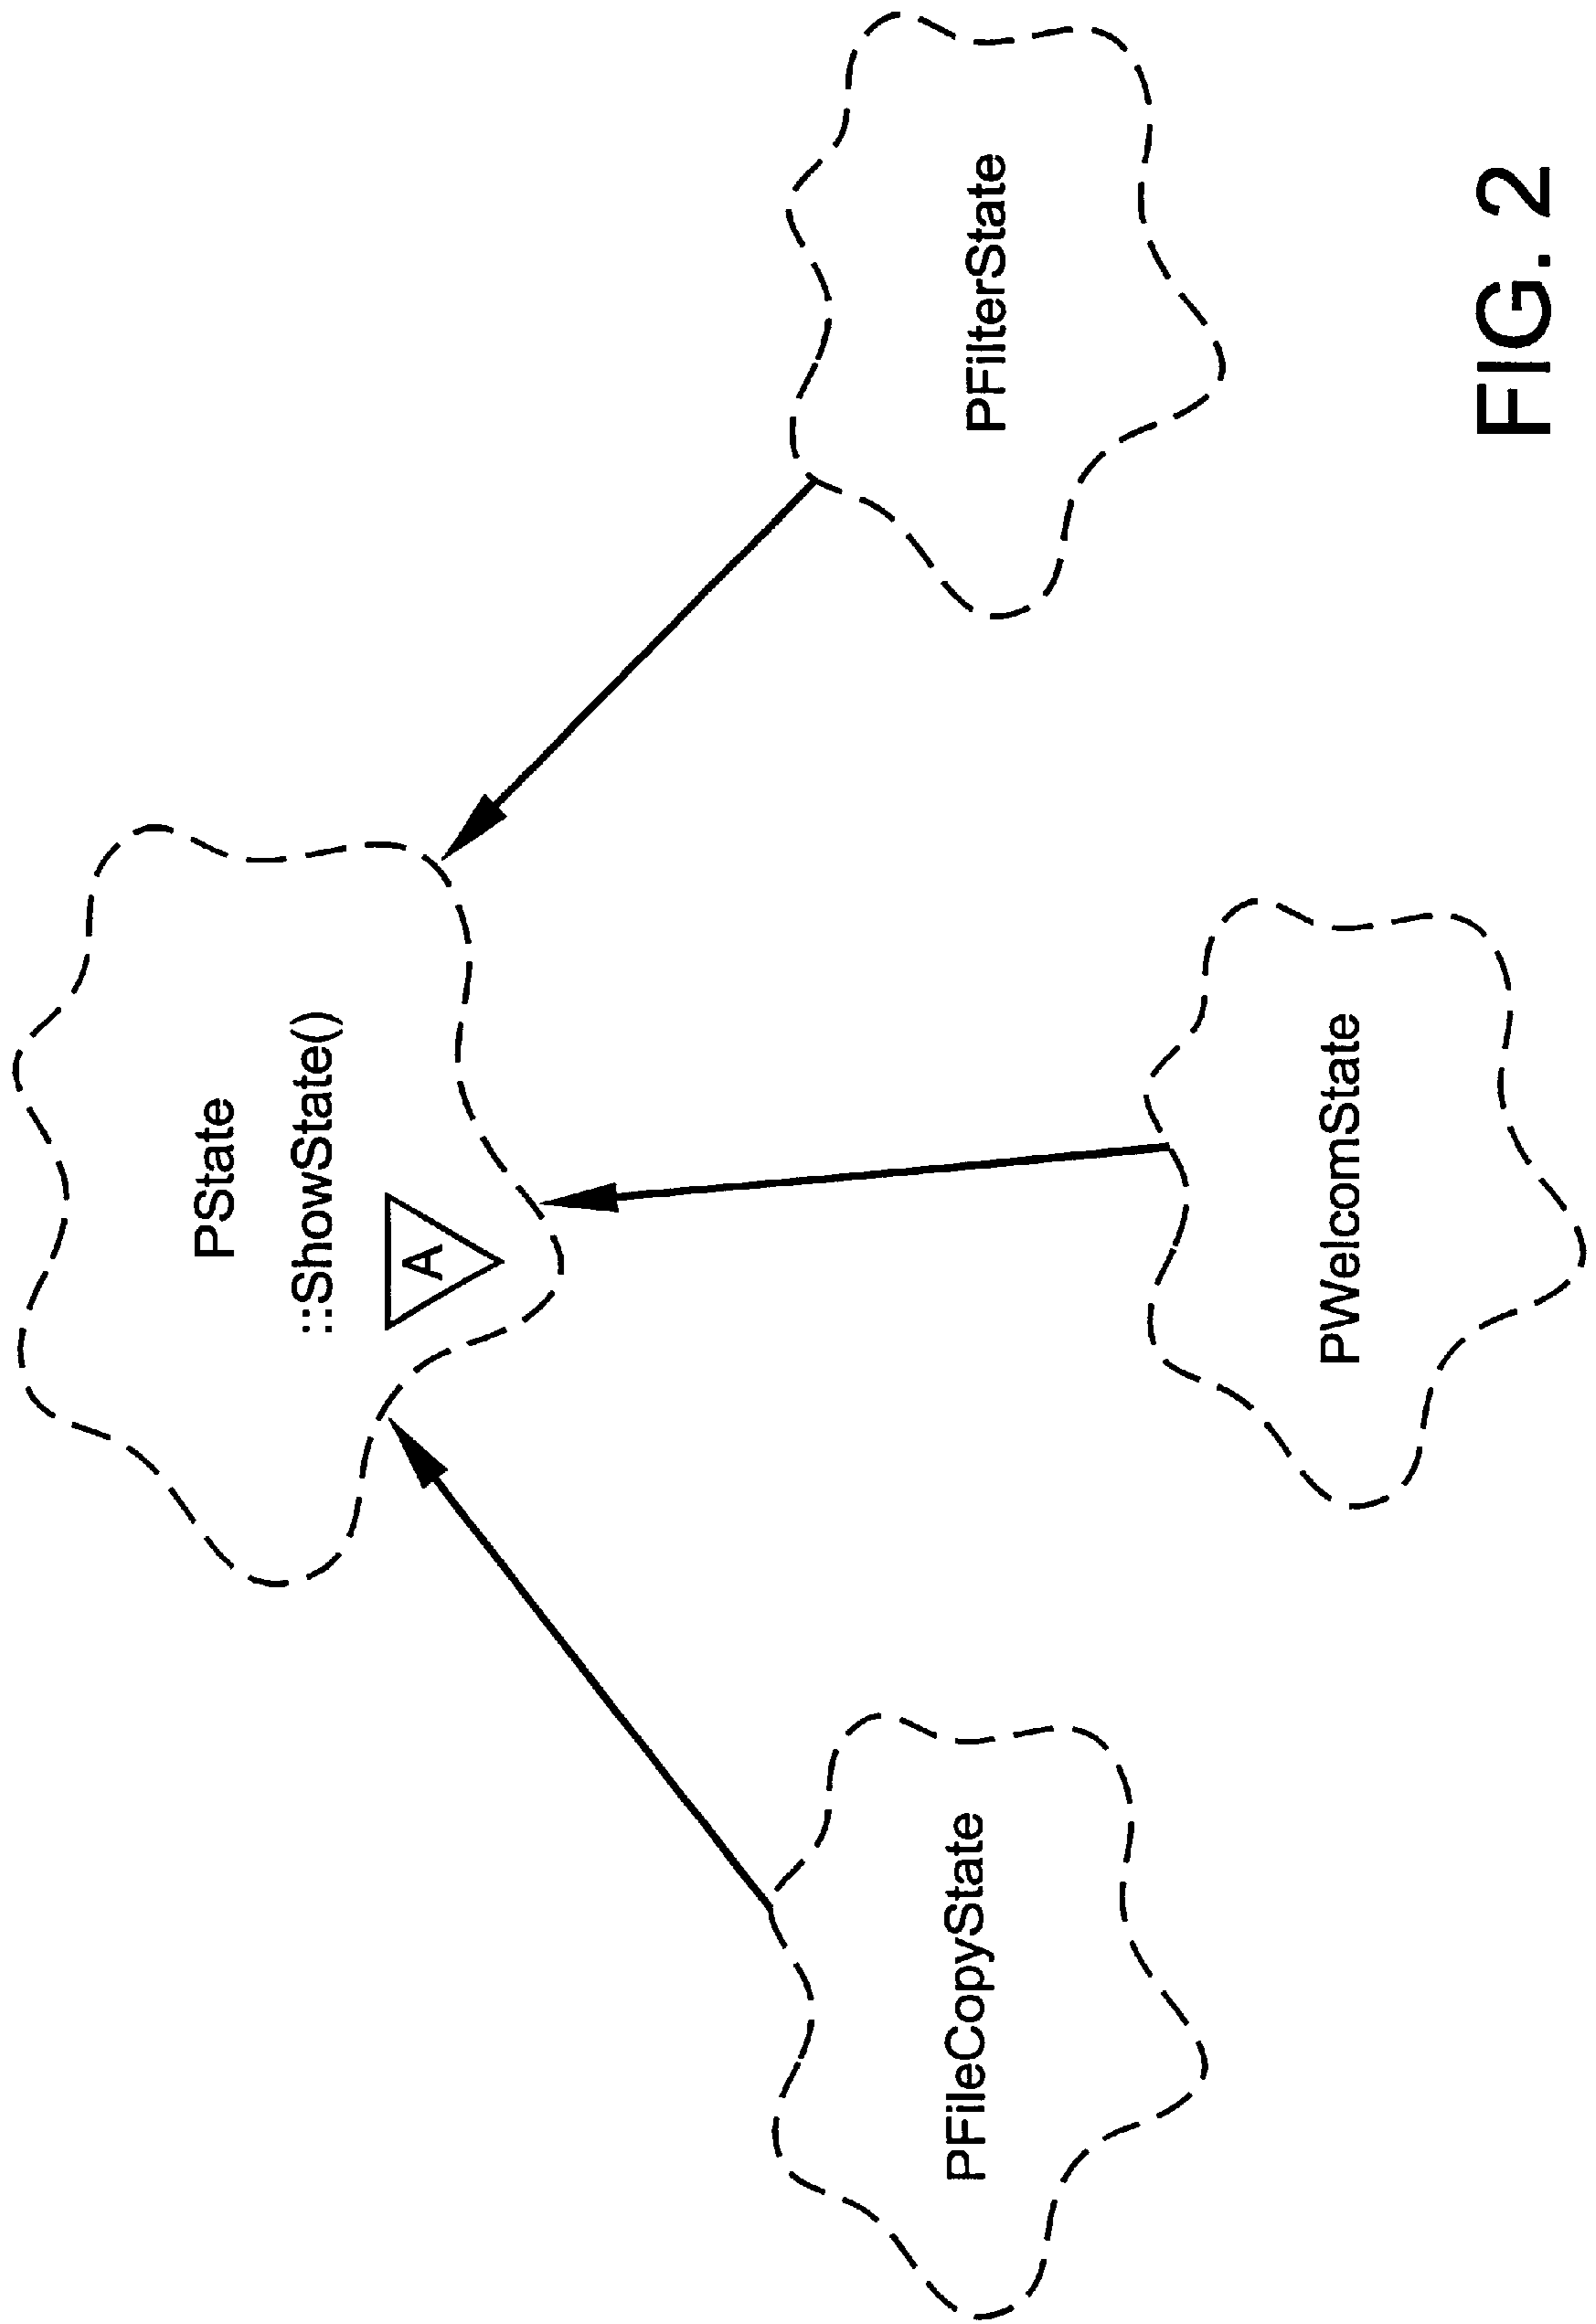 PState
::ShowState()
A
PFileCopyState
PWelcomState
PFilterState
FIG. 2